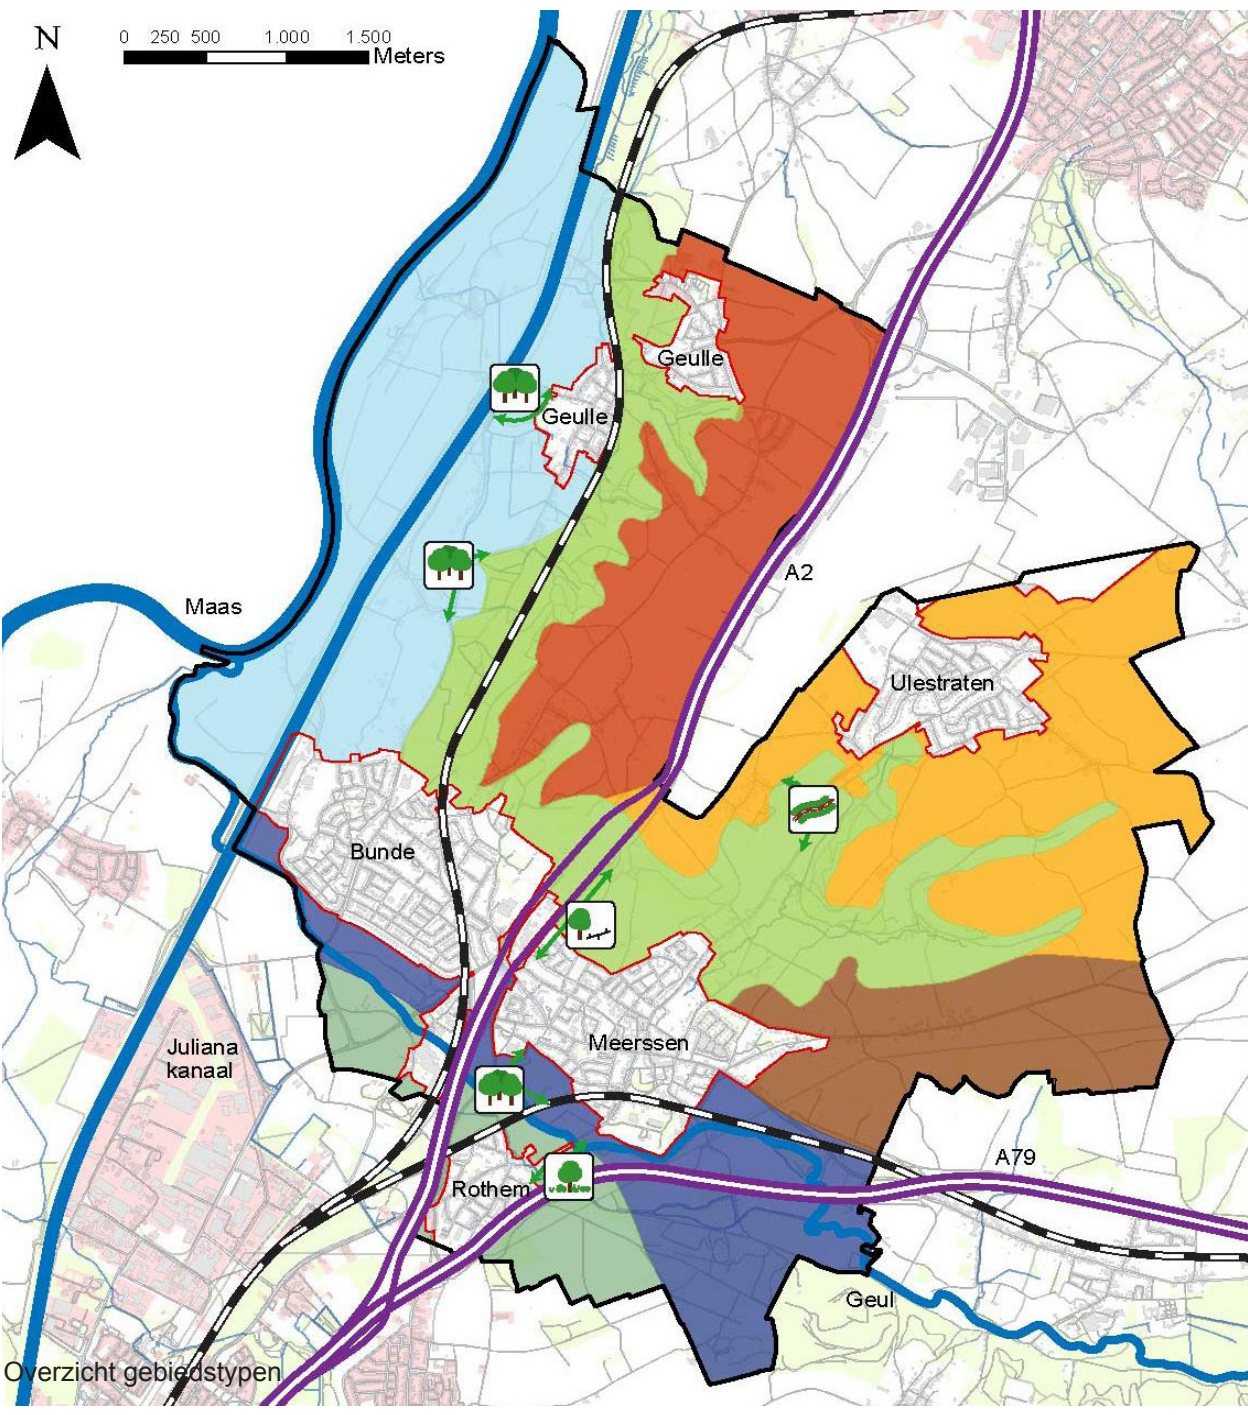 N
0 250 500 1.000 1.500
Meters
Geulle
Geulle
A2
Maas
Ulestraten
Bunde
Meerssen
Juliana
kanaal
A79
Rothem
Geul
Overzicht gebiedstypen